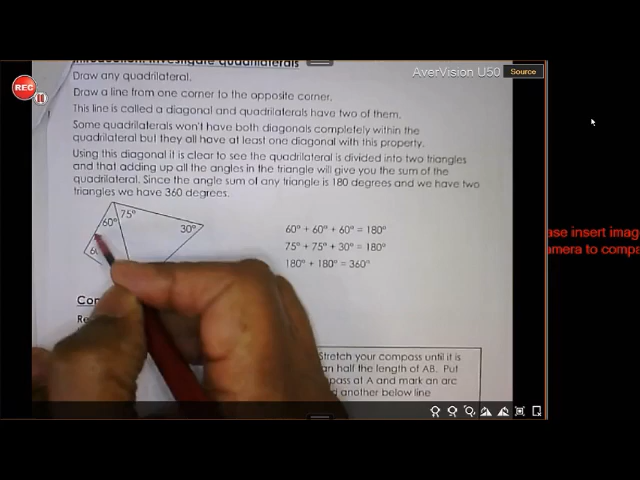 Introduction: Investigate quadrilaterals
AverVision U50
Source
REC
Draw any quadrilateral.
Draw a line from one corner to the opposite corner.
This line is called a diagonal and quadrilaterals have two of them.
Some quadrilaterals won't have both diagonals completely within the
quadrilateral but they all have at least one diagonal with this property.
Using this diagonal it is clear to see the quadrilateral is divided into two triangles
and that adding up all the angles in the triangle will give you the sum of the
quadrilateral. Since the angle sum of any triangle is 180 degrees and we have two
triangles we have 360 degrees.
75°
60°
30°
60° + 60° + 60° = 180°
75° + 75° + 30° = 180°
180° + 180° = 360°
ase insert imag
amera to compa
Con
Re
Stretch your compass until it is
an half the length of AB. Put
pass at A and mark an arc
d another below line